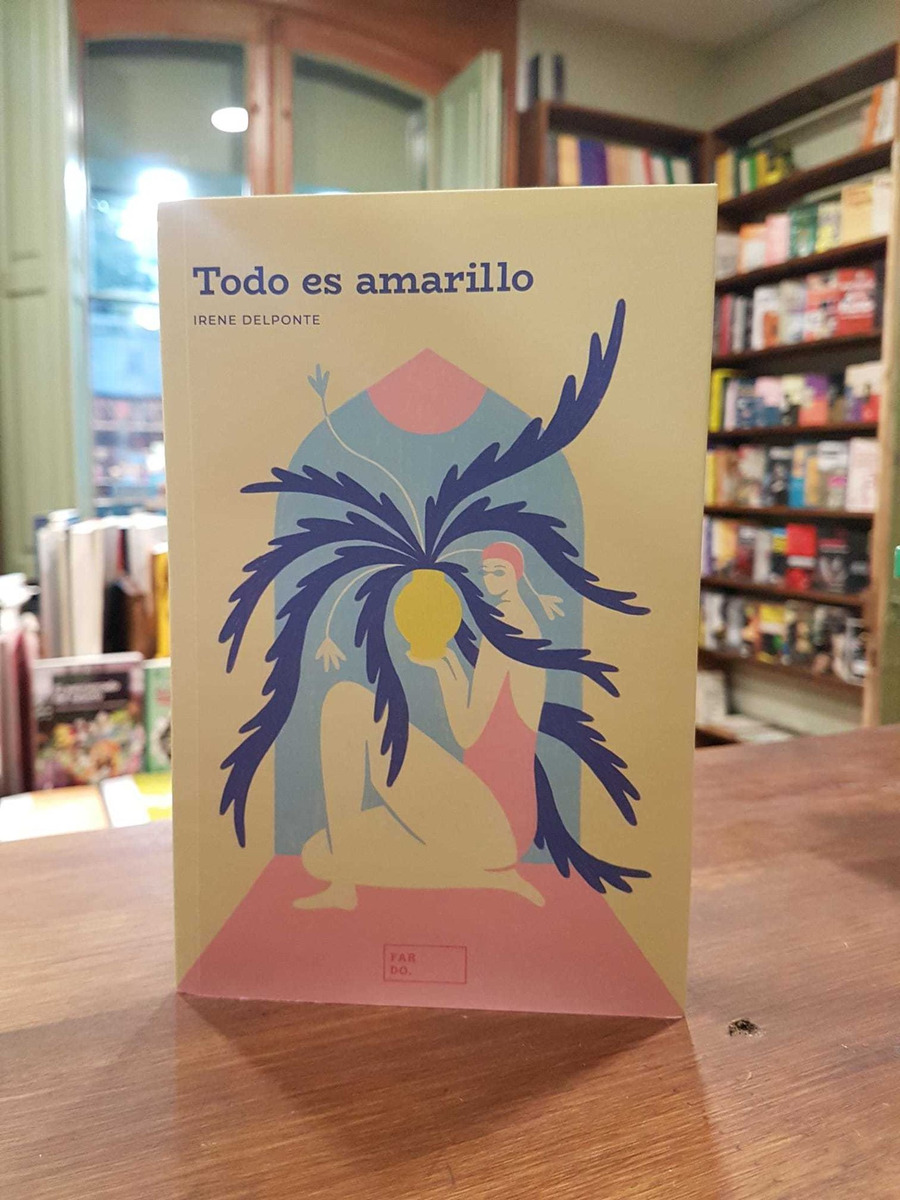 Todo es amarillo
IRENE DELPONTE
FAR
DO.